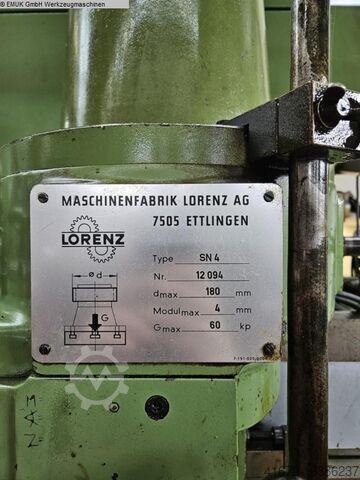 © EMUK GmbH Werkzeugmaschinen
MASCHINENFABRIK LORENZ AG
7505 ETTLINGEN
LORENZ
Type SN 4
Nr. 12 094
ø d
dmax 180 mm
Modulmax 4 mm
G
Gmax 60 kp